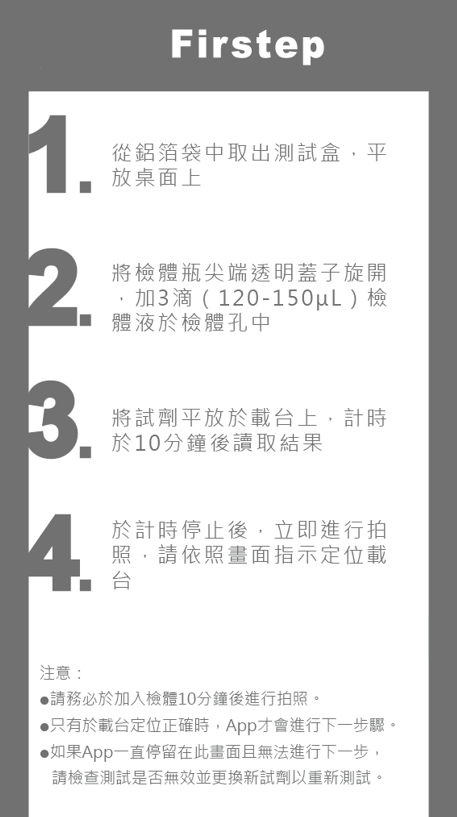 Firstep
1.
從鋁箔袋中取出測試盒，平
放桌面上
2.
將檢體瓶尖端透明蓋子旋開
，加3滴（120-150μL）檢
體液於檢體孔中
3.
將試劑平放於載台上，計時
於10分鐘後讀取結果
4.
於計時停止後，立即進行拍
照，請依照畫面指示定位載
台
注意：
●請務必於加入檢體10分鐘後進行拍照。
●只有於載台定位正確時，App才會進行下一步驟。
●如果App一直停留在此畫面且無法進行下一步，
請檢查測試是否無效並更換新試劑以重新測試。